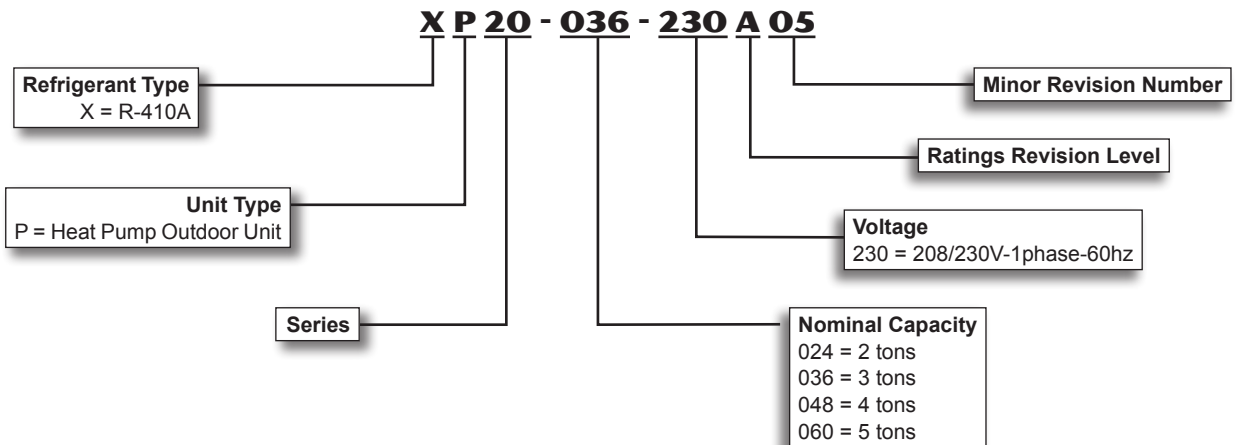 XP20-036-230A05
Refrigerant Type
X = R-410A
Minor Revision Number
Ratings Revision Level
Unit Type
P = Heat Pump Outdoor Unit
Voltage
230 = 208/230V-1phase-60hz
Series
Nominal Capacity
024 = 2 tons
036 = 3 tons
048 = 4 tons
060 = 5 tons